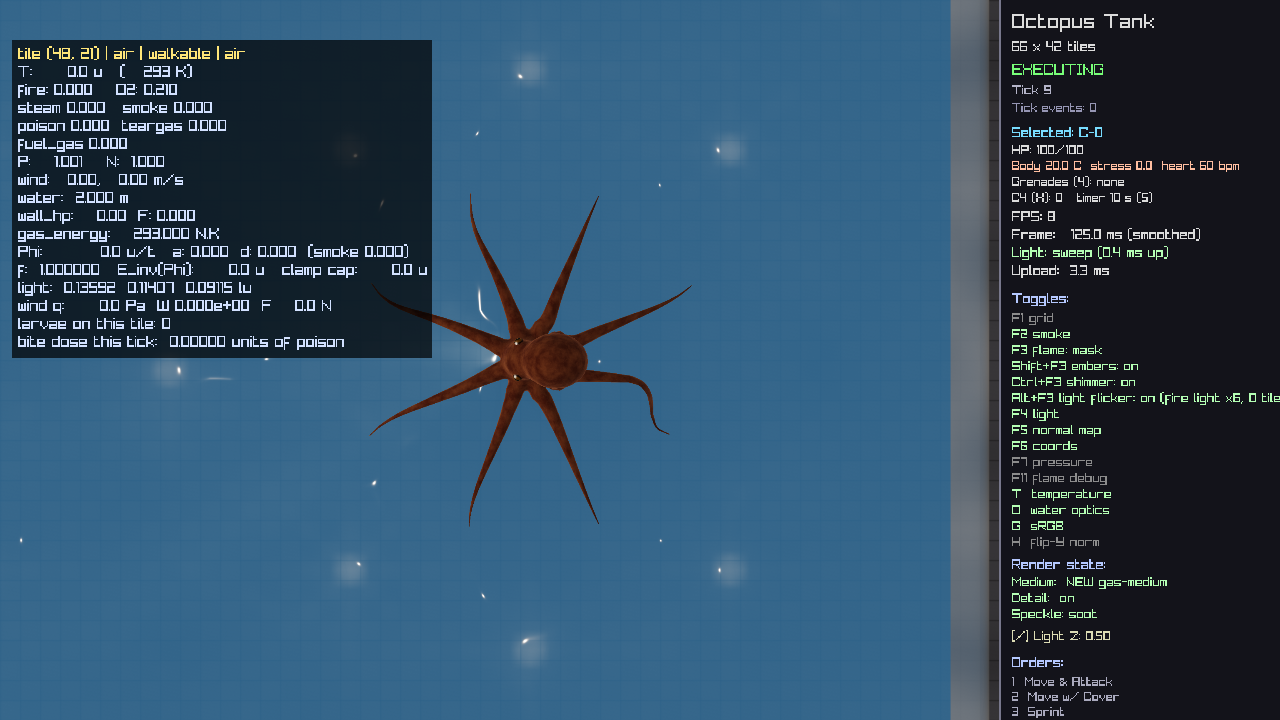 tile (48, 21) | air | walkable | air
T: 0.0 u ( 293 K)
fire: 0.000 O2: 0.210
steam 0.000 smoke 0.000
poison 0.000 teargas 0.000
fuel_gas 0.000
P: 1.001 N: 1.000
wind: 0.00, 0.00 m/s
water: 2.000 m
wall_hp: 0.00 F: 0.000
gas_energy: 293.000 N.K
Phi: 0.0 u/t a: 0.000 d: 0.000 (smoke 0.000)
f: 1.000000 E_inv(Phi): 0.0 u clamp cap: 0.0 u
light: 0.13592 0.11407 0.09115 lu
wind q: 0.0 Pa W 0.000e+00 F 0.0 N
larvae on this tile: 0
bite dose this tick: 0.00000 units of poison
Octopus Tank
66 x 42 tiles
EXECUTING
Tick 9
Tick events: 0
Selected: C-0
HP: 100/100
Body 20.0 C stress 0.0 heart 60 bpm
Grenades (4): none
C4 (X): 0 timer 10 s (5)
FPS: 8
Frame: 125.0 ms (smoothed)
Light: sweep (0.4 ms up)
Upload: 3.3 ms
Toggles:
F1 grid
F2 smoke
F3 flame: mask
Shift+F3 embers: on
Ctrl+F3 shimmer: on
Alt+F3 light flicker: on (fire light x6, 0 tile
F4 light
F5 normal map
F6 coords
F7 pressure
F11 flame debug
T temperature
O water optics
G sRGB
H flip-Y norm
Render state:
Medium: NEW gas-medium
Detail: on
Speckle: soot
[/] Light Z: 0.50
Orders:
1 Move & Attack
2 Move w/ Cover
3 Sprint